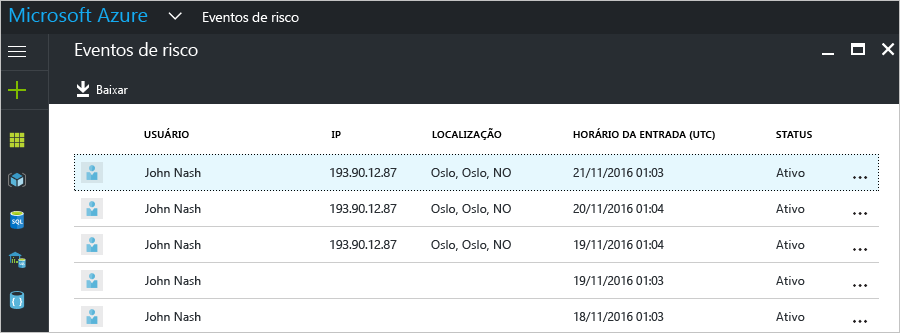 Microsoft Azure Eventos de risco
Eventos de risco
Baixar
USUÁRIO IP LOCALIZAÇÃO HORÁRIO DA ENTRADA (UTC) STATUS
John Nash 193.90.12.87 Oslo, Oslo, NO 21/11/2016 01:03 Ativo ...
John Nash 193.90.12.87 Oslo, Oslo, NO 20/11/2016 01:04 Ativo ...
SQL
John Nash 193.90.12.87 Oslo, Oslo, NO 19/11/2016 01:04 Ativo ...
John Nash 19/11/2016 01:03 Ativo ...
John Nash 18/11/2016 01:03 Ativo ...